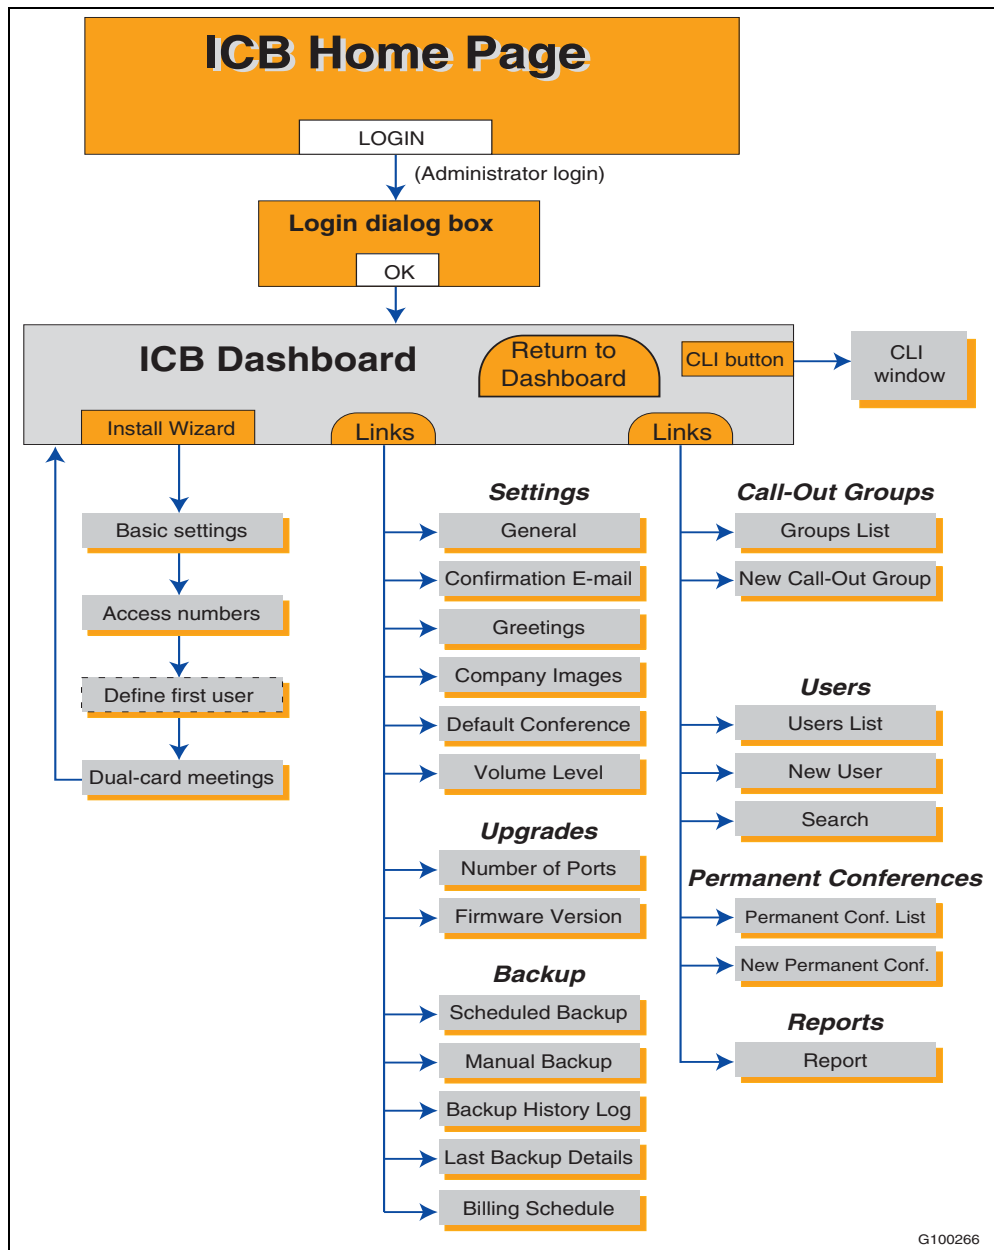 ICB Home Page
LOGIN
(Administrator login)
Login dialog box
OK
ICB Dashboard
Return to
Dashboard
CLI button
CLI
window
Install Wizard
Links
Links
Basic settings
Access numbers
Define first user
Dual-card meetings
Settings
General
Confirmation E-mail
Greetings
Company Images
Default Conference
Volume Level
Upgrades
Number of Ports
Firmware Version
Backup
Scheduled Backup
Manual Backup
Backup History Log
Last Backup Details
Billing Schedule
Call-Out Groups
Groups List
New Call-Out Group
Users
Users List
New User
Search
Permanent Conferences
Permanent Conf. List
New Permanent Conf.
Reports
Report
G100266